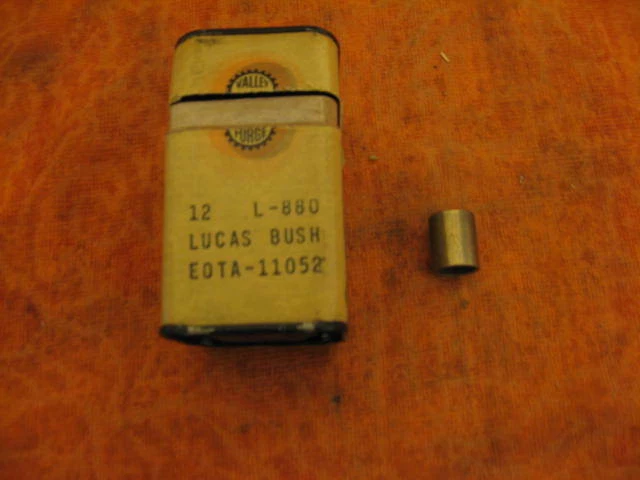 VALLEY
FORGE
12 L-880
LUCAS BUSH
EOTA-11052